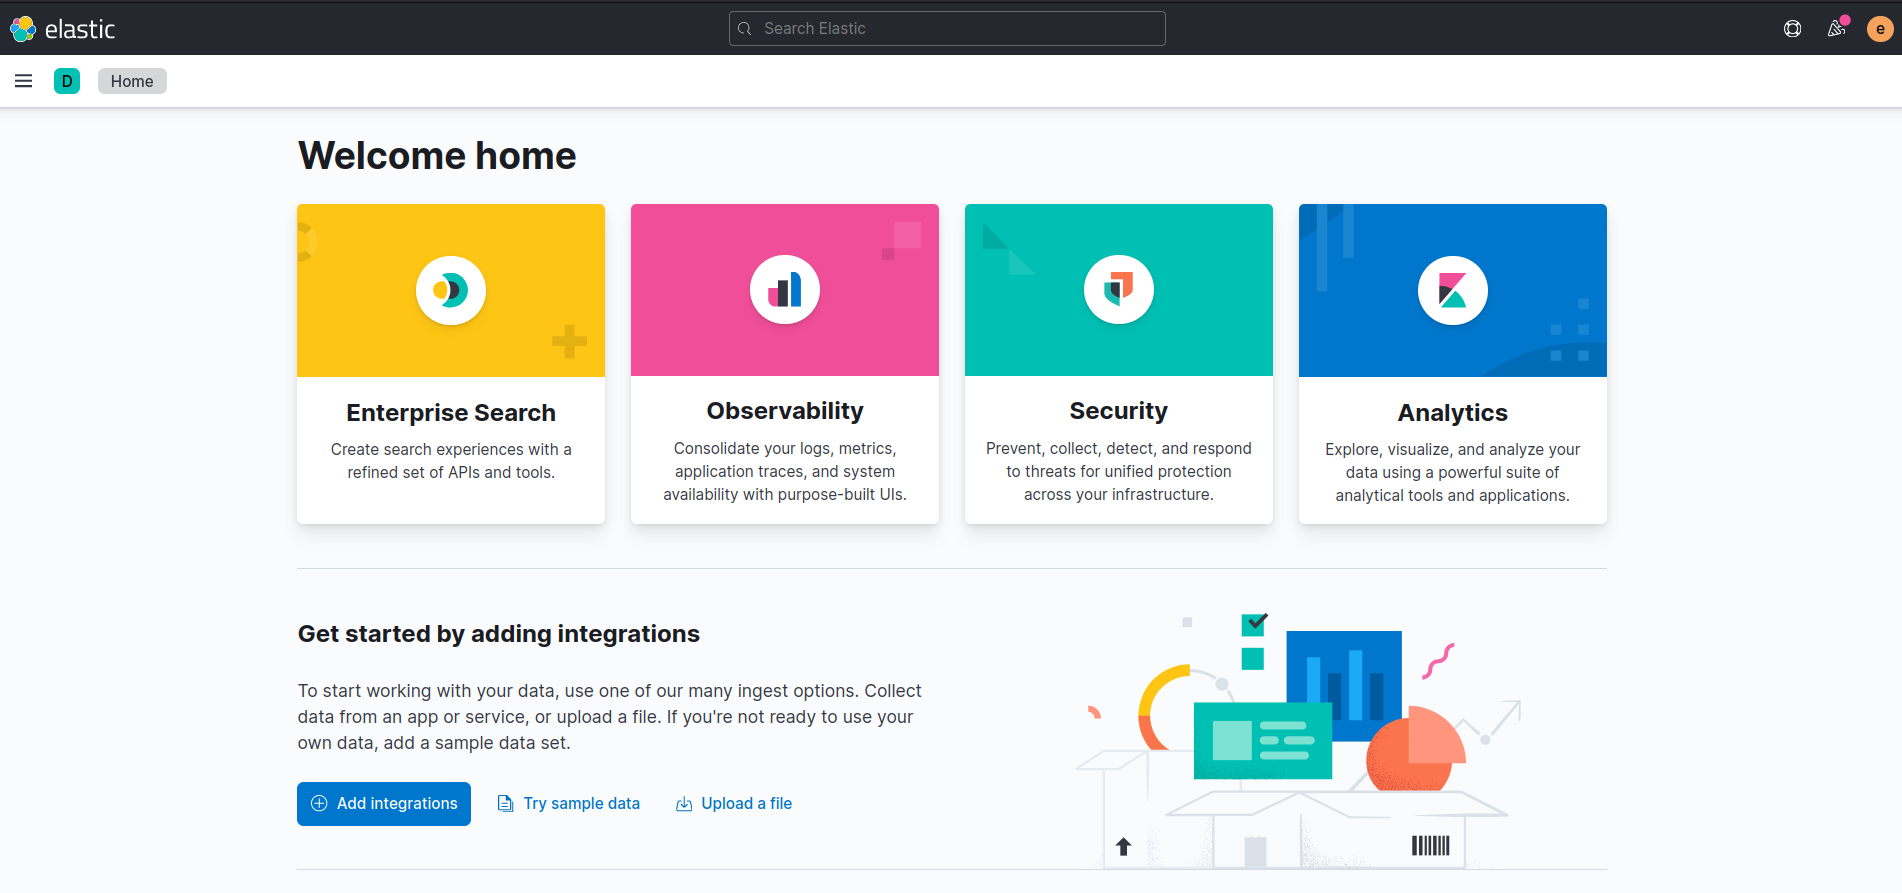 elastic
Search Elastic
e
D
Home
Welcome home
Enterprise Search
Create search experiences with a
refined set of APIs and tools.
Observability
Consolidate your logs, metrics,
application traces, and system
availability with purpose-built UIs.
Security
Prevent, collect, detect, and respond
to threats for unified protection
across your infrastructure.
Analytics
Explore, visualize, and analyze your
data using a powerful suite of
analytical tools and applications.
Get started by adding integrations
To start working with your data, use one of our many ingest options. Collect
data from an app or service, or upload a file. If you're not ready to use your
own data, add a sample data set.
Add integrations
Try sample data
Upload a file